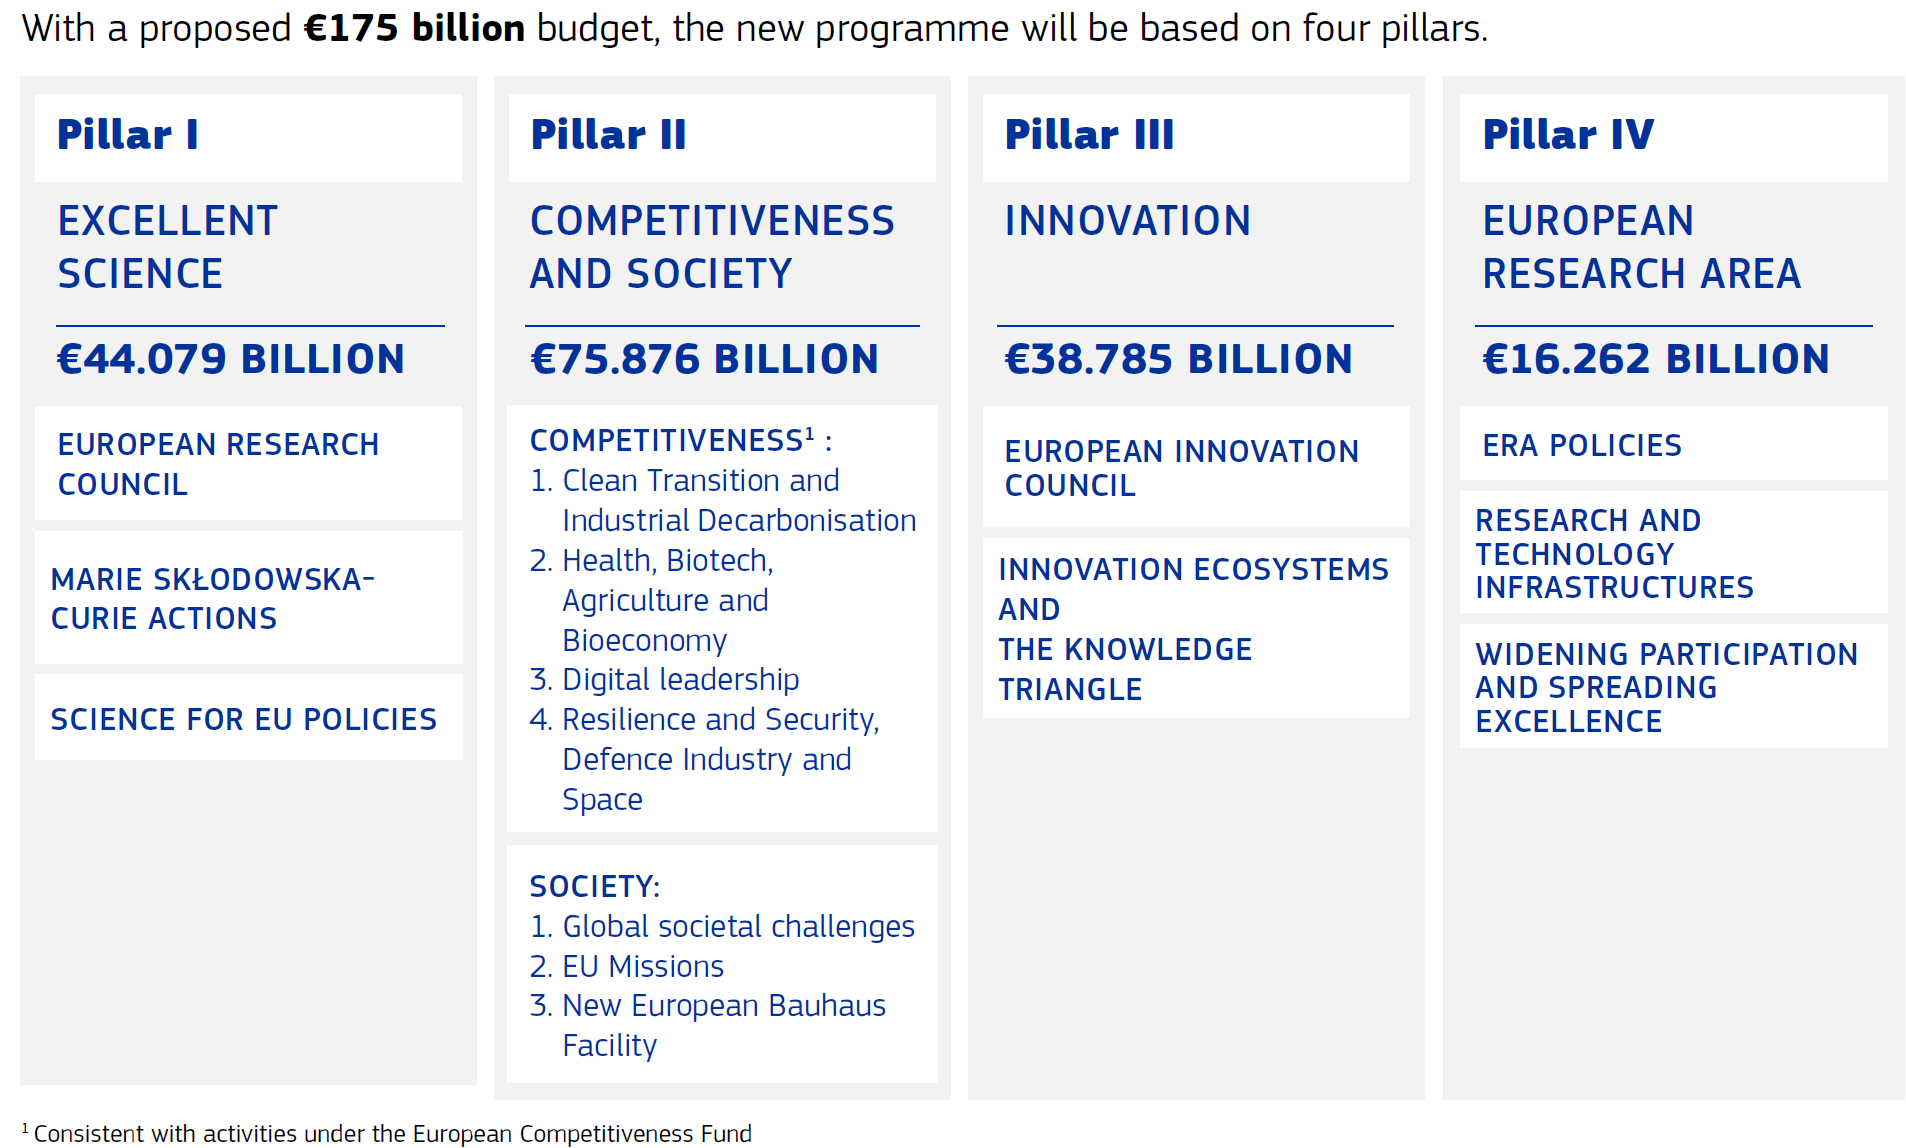 With a proposed €175 billion budget, the new programme will be based on four pillars.
Pillar I
EXCELLENT
SCIENCE
€44.079 BILLION
EUROPEAN RESEARCH
COUNCIL
MARIE SKŁODOWSKA-
CURIE ACTIONS
SCIENCE FOR EU POLICIES
Pillar II
COMPETITIVENESS
AND SOCIETY
€75.876 BILLION
COMPETITIVENESS¹ :
1. Clean Transition and
Industrial Decarbonisation
2. Health, Biotech,
Agriculture and
Bioeconomy
3. Digital leadership
4. Resilience and Security,
Defence Industry and
Space
SOCIETY:
1. Global societal challenges
2. EU Missions
3. New European Bauhaus
Facility
Pillar III
INNOVATION
€38.785 BILLION
EUROPEAN INNOVATION
COUNCIL
INNOVATION ECOSYSTEMS
AND
THE KNOWLEDGE
TRIANGLE
Pillar IV
EUROPEAN
RESEARCH AREA
€16.262 BILLION
ERA POLICIES
RESEARCH AND
TECHNOLOGY
INFRASTRUCTURES
WIDENING PARTICIPATION
AND SPREADING
EXCELLENCE
¹ Consistent with activities under the European Competitiveness Fund